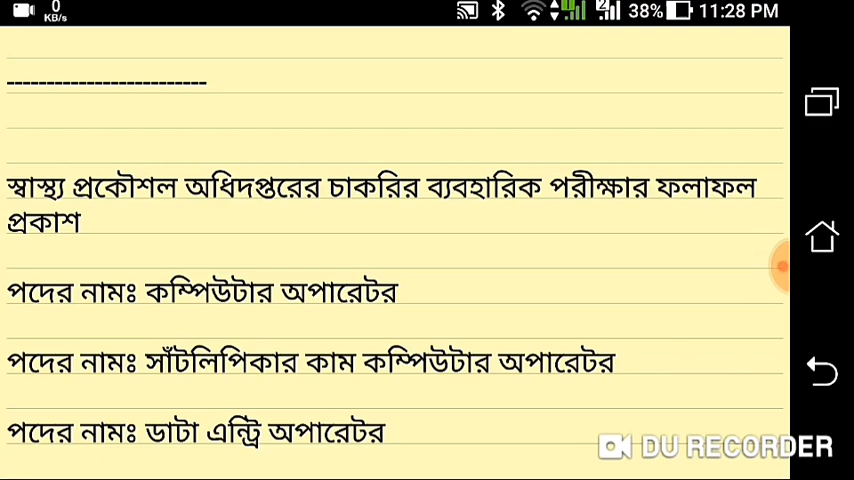 0
KB/s
38% 11:28 PM
-------------------------
স্বাস্থ্য প্রকৌশল অধিদপ্তরের চাকরির ব্যবহারিক পরীক্ষার ফলাফল
প্রকাশ
পদের নামঃ কম্পিউটার অপারেটর
পদের নামঃ সাঁটলিপিকার কাম কম্পিউটার অপারেটর
পদের নামঃ ডাটা এন্ট্রি অপারেটর
DU RECORDER